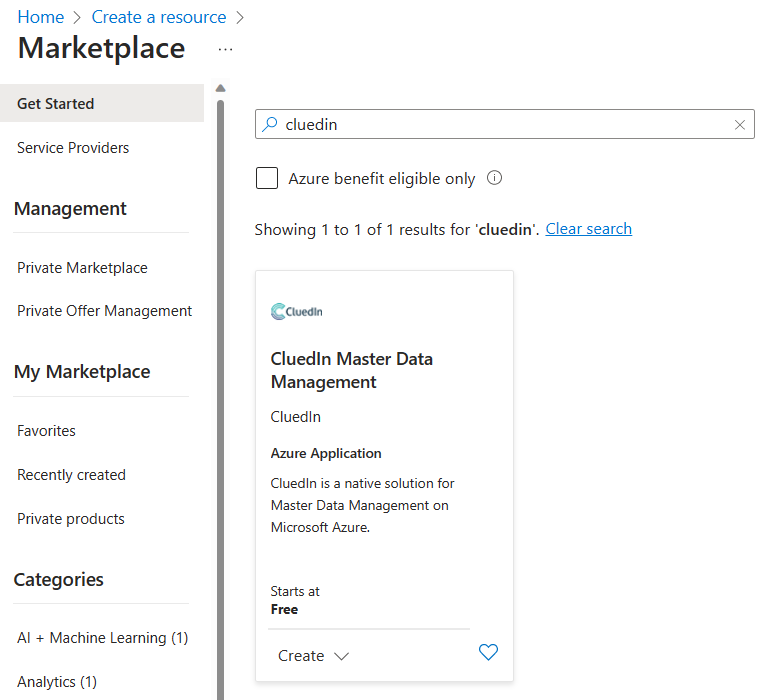 Home > Create a resource >
Marketplace ...
Get Started
Service Providers
Management
Private Marketplace
Private Offer Management
My Marketplace
Favorites
Recently created
Private products
Categories
AI + Machine Learning (1)
Analytics (1)
cluedin
Azure benefit eligible only
Showing 1 to 1 of 1 results for 'cluedin'. Clear search
CluedIn
CluedIn Master Data
Management
CluedIn
Azure Application
CluedIn is a native solution for
Master Data Management on
Microsoft Azure.
Starts at
Free
Create